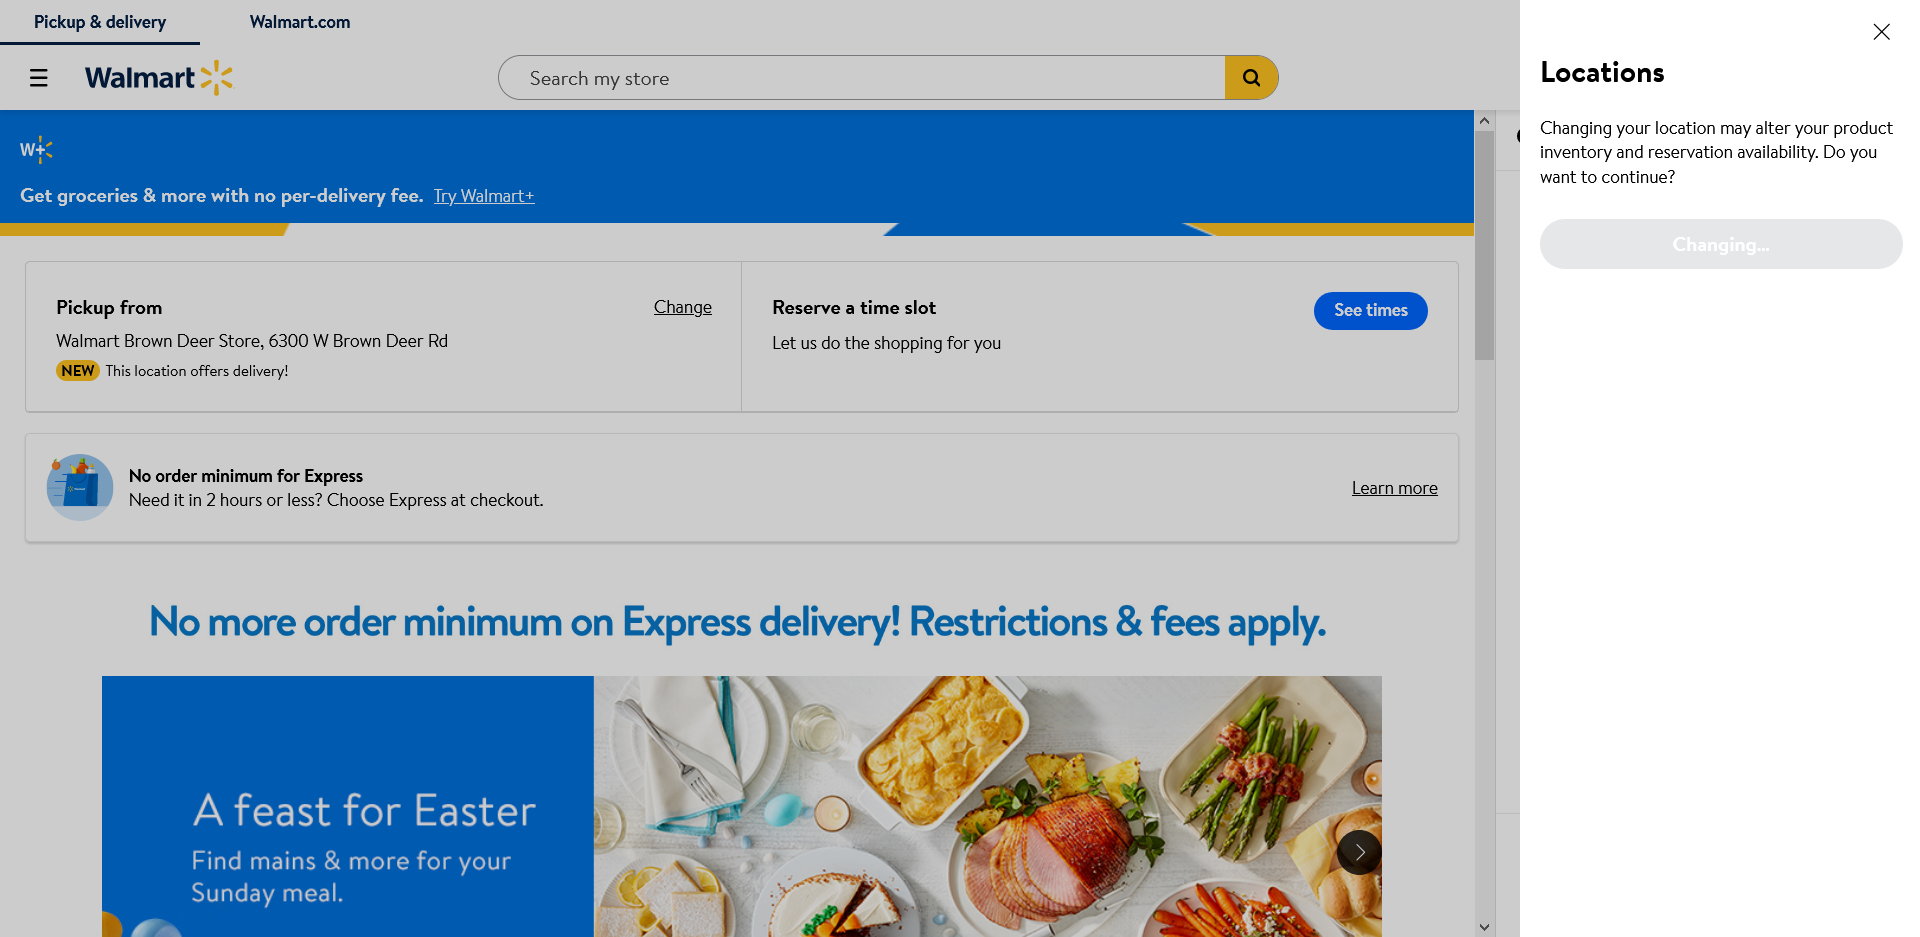 Pickup & delivery
Walmart.com
Walmart
Search my store
W+
Get groceries & more with no per-delivery fee. Try Walmart+
Pickup from
Change
Walmart Brown Deer Store, 6300 W Brown Deer Rd
NEW This location offers delivery!
Reserve a time slot
See times
Let us do the shopping for you
No order minimum for Express
Need it in 2 hours or less? Choose Express at checkout.
Learn more
No more order minimum on Express delivery! Restrictions & fees apply.
A feast for Easter
Find mains & more for your
Sunday meal.
Locations
Changing your location may alter your product
inventory and reservation availability. Do you
want to continue?
Changing...